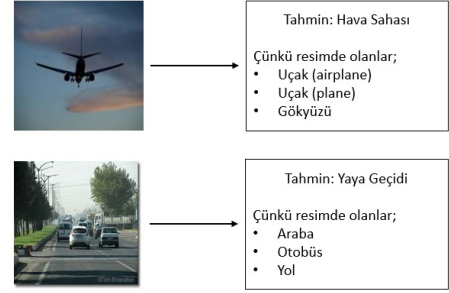 Tahmin: Hava Sahası
Çünkü resimde olanlar;
• Uçak (airplane)
• Uçak (plane)
• Gökyüzü
Tahmin: Yaya Geçidi
Çünkü resimde olanlar;
• Araba
• Otobüs
• Yol